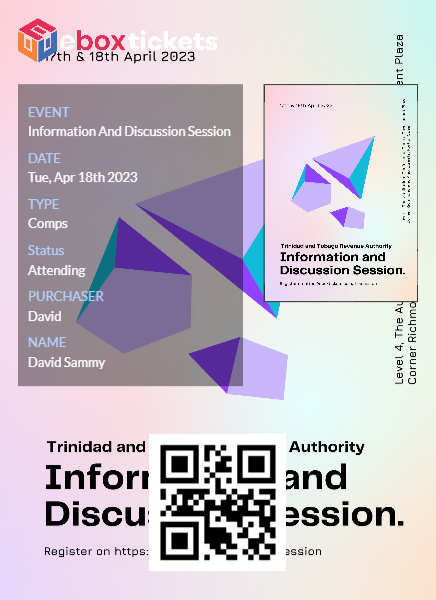 eboxtickets
17th & 18th April 2023
EVENT
Information And Discussion Session
DATE
Tue, Apr 18th 2023
TYPE
Comps
Status
Attending
PURCHASER
David
NAME
David Sammy
Trinidad and Tobago Revenue Authority
Information and
Discussion Session.
ent Plaza
Level 4, The Au
Corner Richmo
Trinidad and
Authority
Infor
and
Discu
ession.
Register on https:
ession